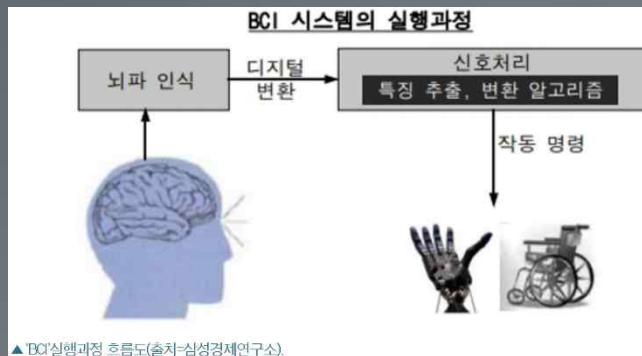 BCI 시스템의 실행과정
뇌파 인식
디지털
변환
신호처리
특징 추출, 변환 알고리즘
작동 명령
▲ 'BCI'실행과정 흐름도(출처=삼성경제연구소).